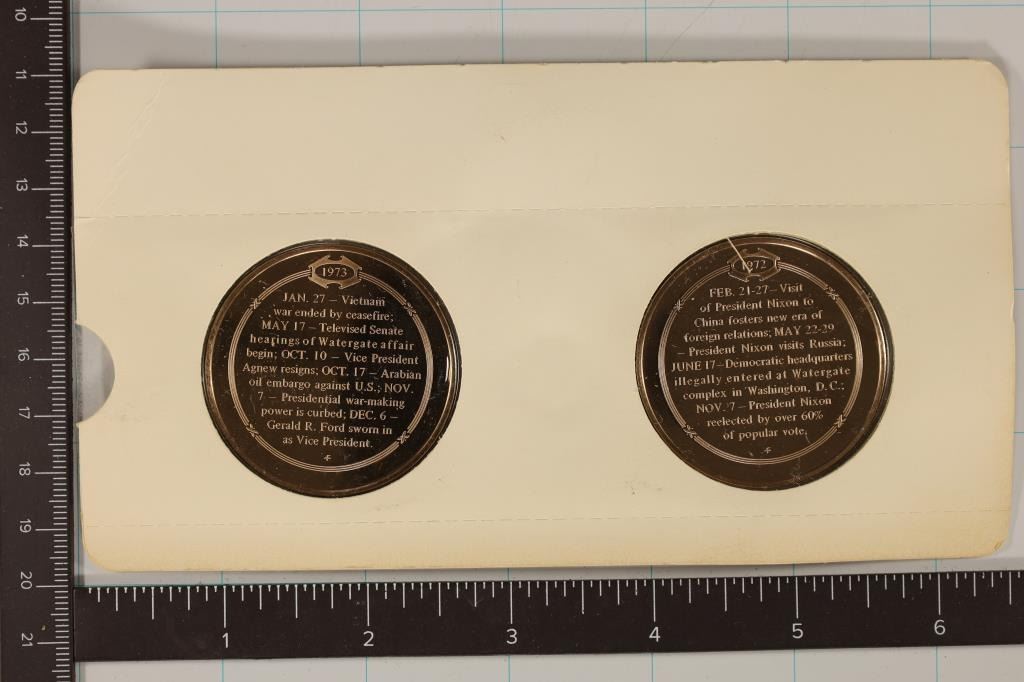 1973
JAN. 27 – Vietnam
war ended by ceasefire;
MAY 17 – Televised Senate
hearings of Watergate affair
begin; OCT. 10 – Vice President
Agnew resigns; OCT. 17 – Arabian
oil embargo against U.S.; NOV.
7 – Presidential war-making
power is curbed; DEC. 6 –
Gerald R. Ford sworn in
as Vice President.
1972
FEB. 21-27 – Visit
of President Nixon to
China fosters new era of
foreign relations; MAY 22-29
– President Nixon visits Russia;
JUNE 17 – Democratic headquarters
illegally entered at Watergate
complex in Washington, D.C.;
NOV. 7 – President Nixon
reelected by over 60%
of popular vote.
10
11
12
13
14
15
16
17
18
19
20
21
1 2 3 4 5 6